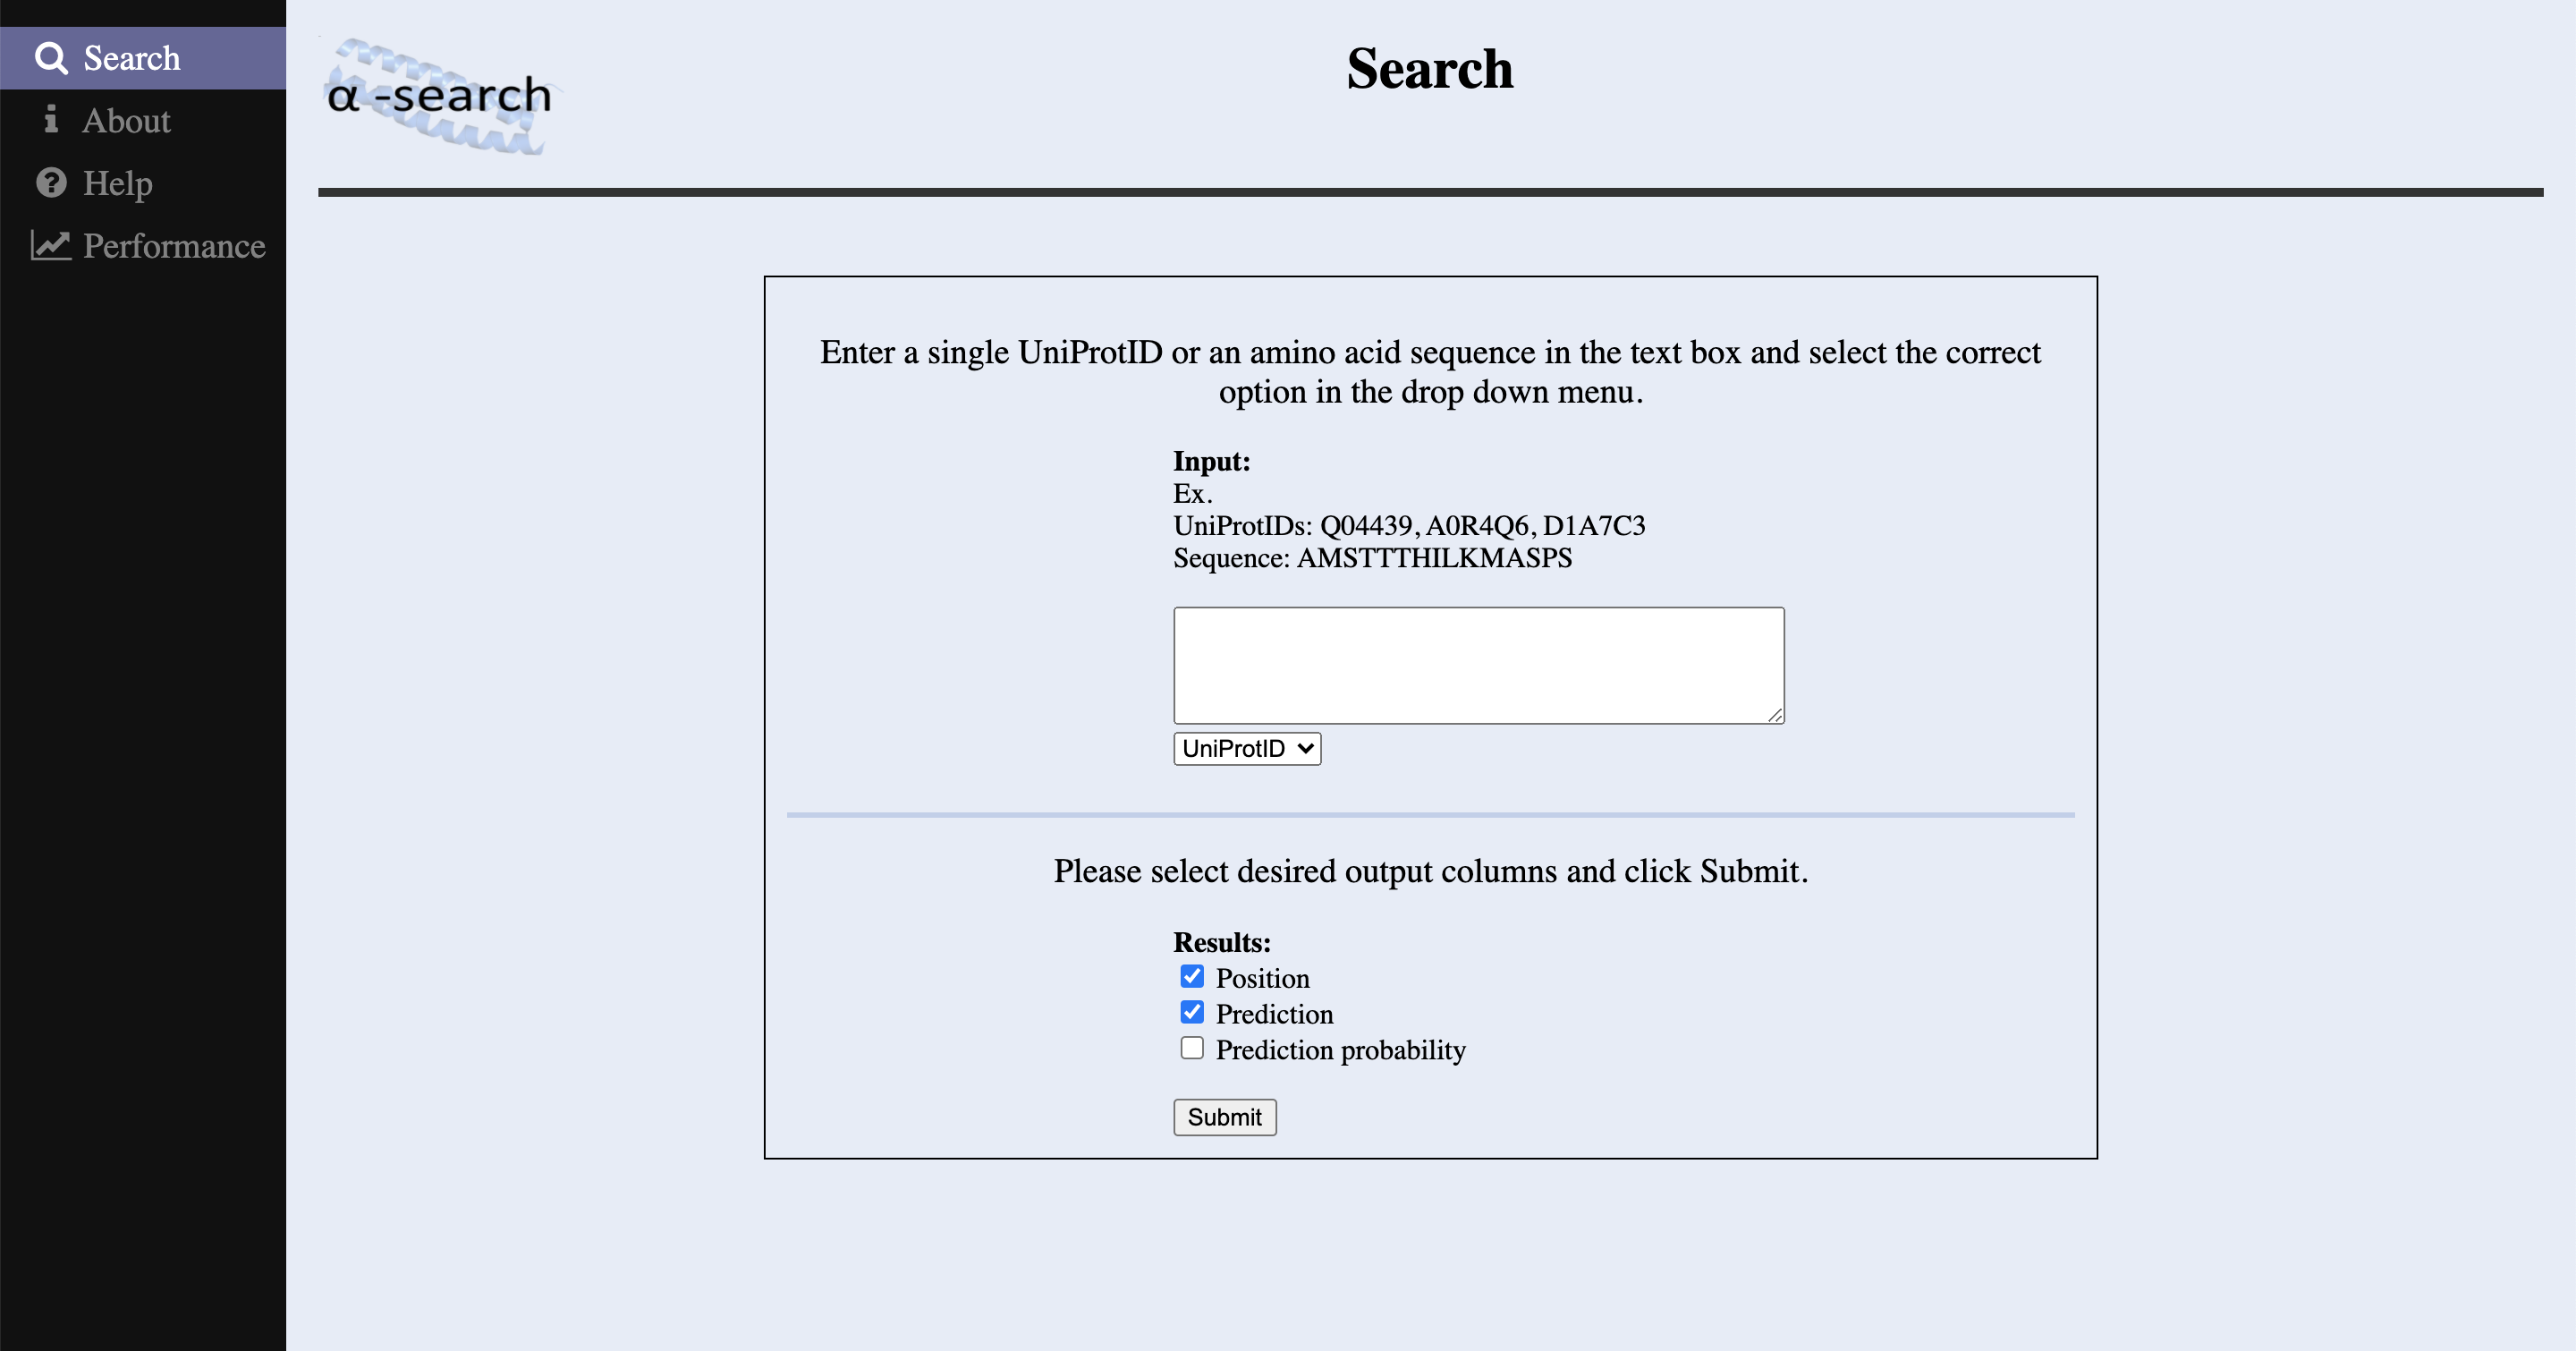 Search
About
Help
Performance
α -search
Search
Enter a single UniProtID or an amino acid sequence in the text box and select the correct
option in the drop down menu.
Input:
Ex.
UniProtIDs: Q04439, A0R4Q6, D1A7C3
Sequence: AMSTTTHILKMASPS
UniProtID
Please select desired output columns and click Submit.
Results:
Position
Prediction
Prediction probability
Submit